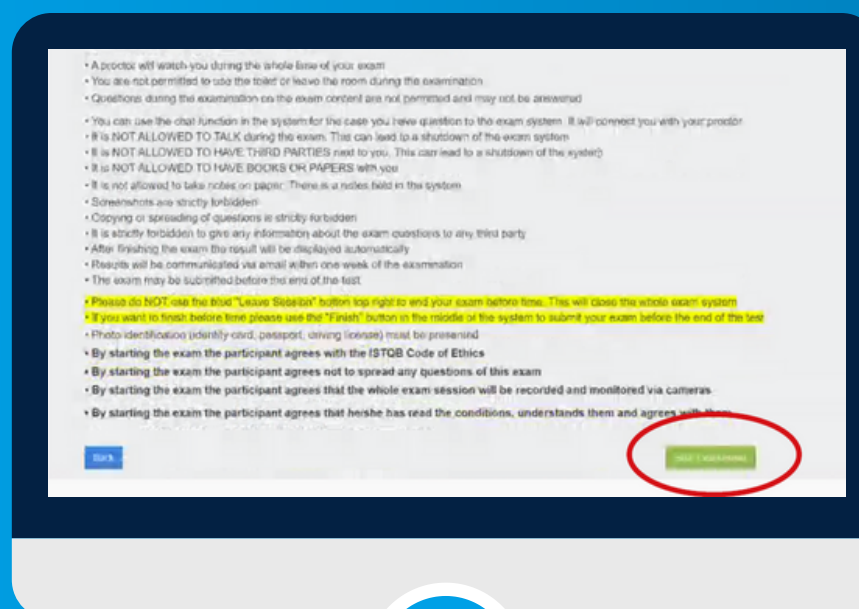 • A proctor will watch you during the whole time of your exam
• You are not permitted to use the toilet or leave the room during the examination
• Questions during the examination on the exam content are not permitted and may not be answered
• You can use the chat function in the system for the case you have question to the exam system. It will connect you with your proctor
• It is NOT ALLOWED TO TALK during the exam. This can lead to a shutdown of the exam system
• It is NOT ALLOWED TO HAVE THIRD PARTIES next to you. This can lead to a shutdown of the system
• It is NOT ALLOWED TO HAVE BOOKS OR PAPERS with you
• It is not allowed to take notes on paper. There is a notes field in the system
• Screenshots are strictly forbidden
• Copying or spreading of questions is strictly forbidden
• It is strictly forbidden to give any information about the exam questions to any third party
• After finishing the exam the result will be displayed automatically
• Results will be communicated via email within one week of the examination
• The exam may be submitted before the end of the test
• Please do NOT use the blue "Leave Session" button top right to end your exam before time. This will close the whole exam system
• If you want to finish before time please use the "Finish" button in the middle of the system to submit your exam before the end of the test
• Photo identification (identity card, passport, driving license) must be presented
• By starting the exam the participant agrees with the ISTQB Code of Ethics
• By starting the exam the participant agrees not to spread any questions of this exam
• By starting the exam the participant agrees that the whole exam session will be recorded and monitored via cameras
• By starting the exam the participant agrees that he/she has read the conditions, understands them and agrees with them
Back